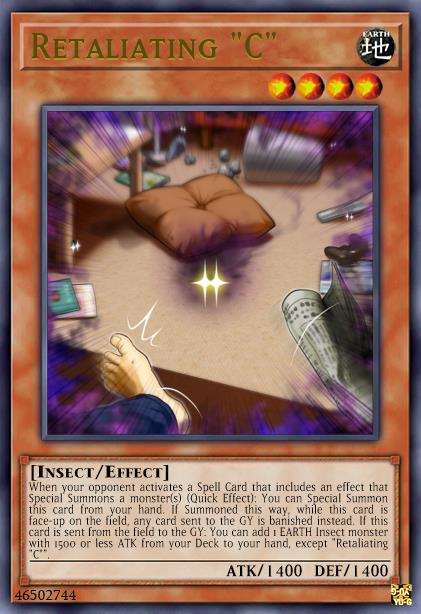 Retaliating "C"
EARTH
地
[Insect/Effect]
When your opponent activates a Spell Card that includes an effect that
Special Summons a monster(s) (Quick Effect): You can Special Summon
this card from your hand. If Summoned this way, while this card is
face-up on the field, any card sent to the GY is banished instead. If this
card is sent from the field to the GY: You can add 1 EARTH Insect monster
with 1500 or less ATK from your Deck to your hand, except "Retaliating
"C"".
ATK/1400 DEF/1400
46502744